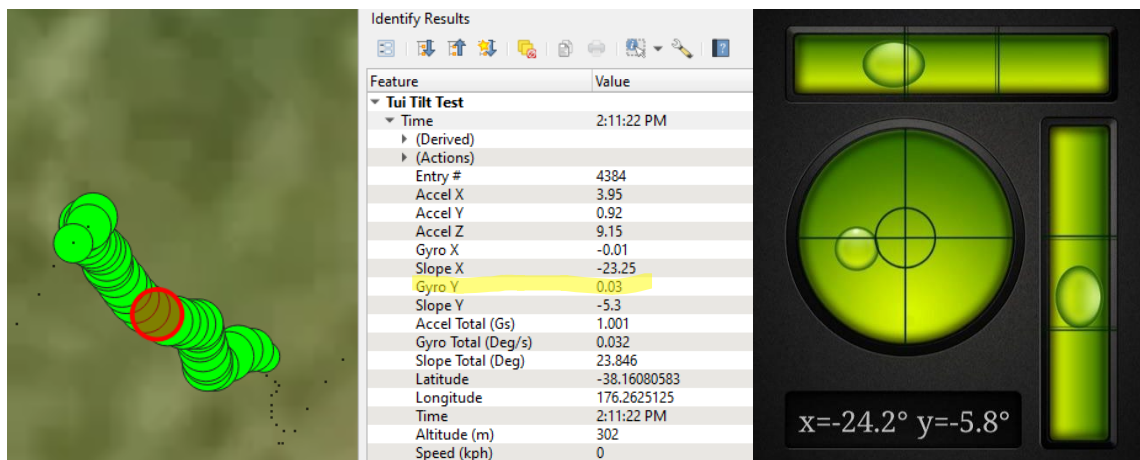 Identify Results
Feature Value
Tui Tilt Test
Time 2:11:22 PM
(Derived)
(Actions)
Entry # 4384
Accel X 3.95
Accel Y 0.92
Accel Z 9.15
Gyro X -0.01
Slope X -23.25
Gyro Y 0.03
Slope Y -5.3
Accel Total (Gs) 1.001
Gyro Total (Deg/s) 0.032
Slope Total (Deg) 23.846
Latitude -38.16080583
Longitude 176.2625125
Time 2:11:22 PM
Altitude (m) 302
Speed (kph) 0
x=-24.2° y=-5.8°